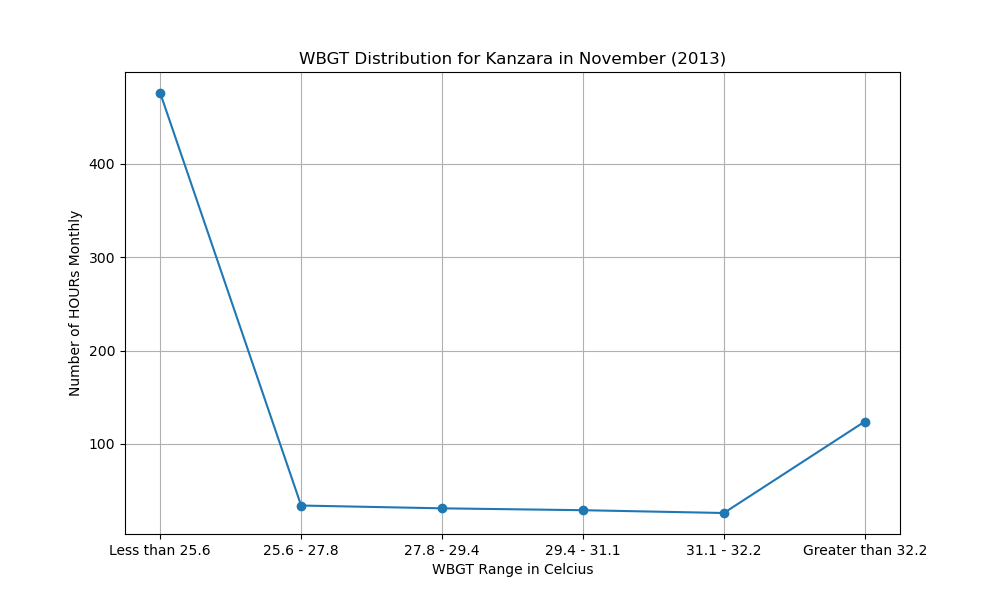 WBGT Distribution for Kanzara in November (2013)
Number of HOURs Monthly
400
300
200
100
Less than 25.6
25.6 - 27.8
27.8 - 29.4
29.4 - 31.1
31.1 - 32.2
Greater than 32.2
WBGT Range in Celcius